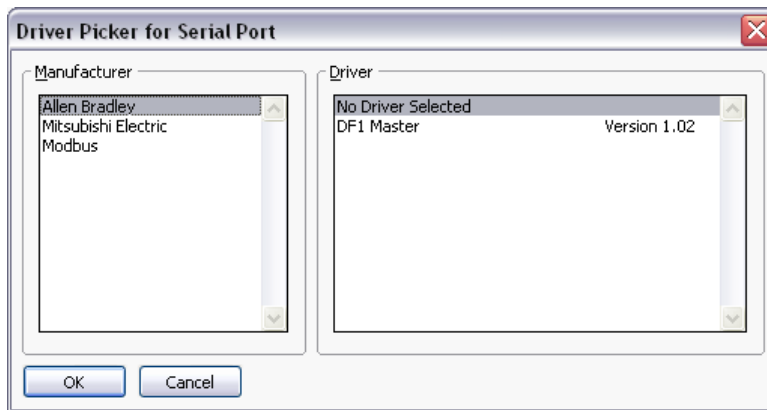 Driver Picker for Serial Port
Manufacturer
Allen Bradley
Mitsubishi Electric
Modbus
Driver
No Driver Selected
DF1 Master Version 1.02
OK Cancel